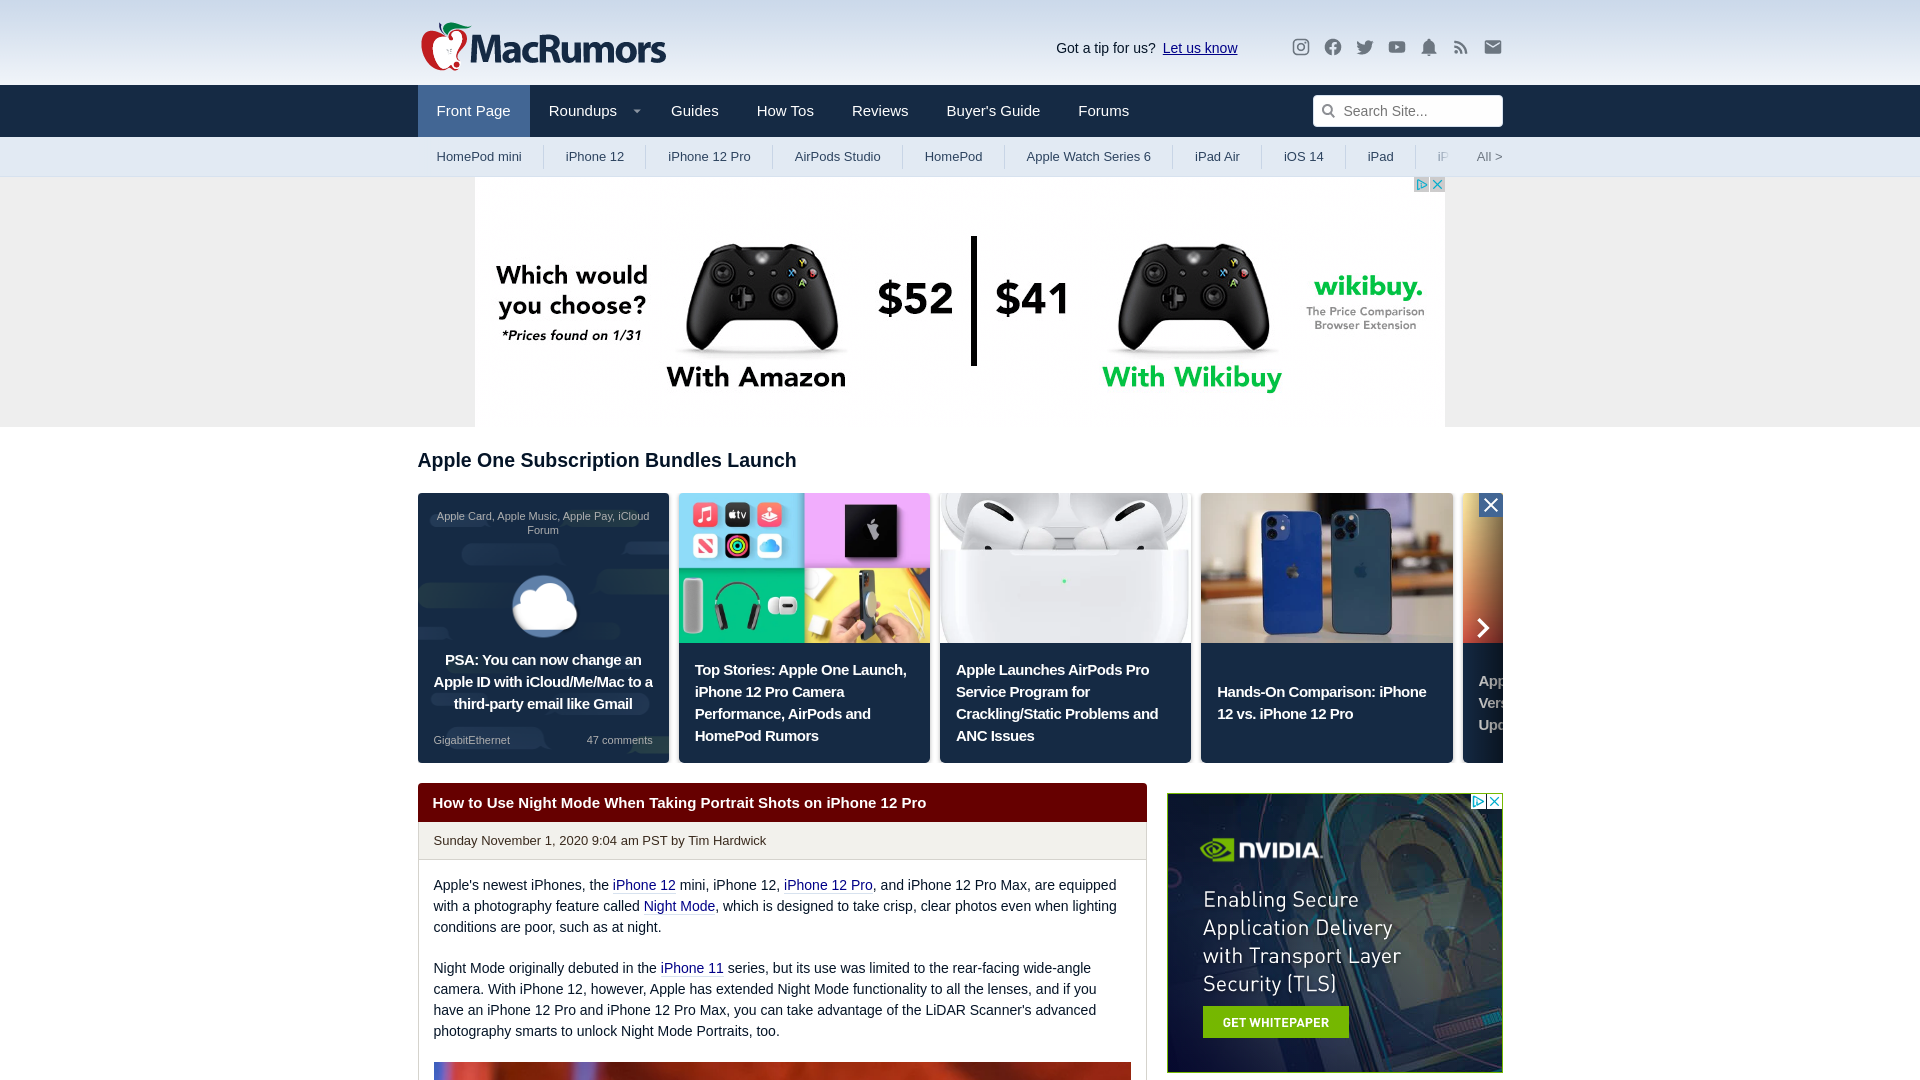 MacRumors
Got a tip for us? Let us know
Front Page
Roundups
Guides
How Tos
Reviews
Buyer's Guide
Forums
Search Site...
HomePod mini
iPhone 12
iPhone 12 Pro
AirPods Studio
HomePod
Apple Watch Series 6
iPad Air
iOS 14
iPad
iP
All >
Which would
you choose?
*Prices found on 1/31
With Amazon
$52
$41
With Wikibuy
wikibuy.
The Price Comparison
Browser Extension
Apple One Subscription Bundles Launch
Apple Card, Apple Music, Apple Pay, iCloud
Forum
PSA: You can now change an
Apple ID with iCloud/Me/Mac to a
third-party email like Gmail
GigabitEthernet
47 comments
tv
Top Stories: Apple One Launch,
iPhone 12 Pro Camera
Performance, AirPods and
HomePod Rumors
Apple Launches AirPods Pro
Service Program for
Crackling/Static Problems and
ANC Issues
Hands-On Comparison: iPhone
12 vs. iPhone 12 Pro
App
Vers
Upd
How to Use Night Mode When Taking Portrait Shots on iPhone 12 Pro
Sunday November 1, 2020 9:04 am PST by Tim Hardwick
Apple's newest iPhones, the iPhone 12 mini, iPhone 12, iPhone 12 Pro, and iPhone 12 Pro Max, are equipped
with a photography feature called Night Mode, which is designed to take crisp, clear photos even when lighting
conditions are poor, such as at night.
Night Mode originally debuted in the iPhone 11 series, but its use was limited to the rear-facing wide-angle
camera. With iPhone 12, however, Apple has extended Night Mode functionality to all the lenses, and if you
have an iPhone 12 Pro and iPhone 12 Pro Max, you can take advantage of the LiDAR Scanner's advanced
photography smarts to unlock Night Mode Portraits, too.
NVIDIA.
Enabling Secure
Application Delivery
with Transport Layer
Security (TLS)
GET WHITEPAPER